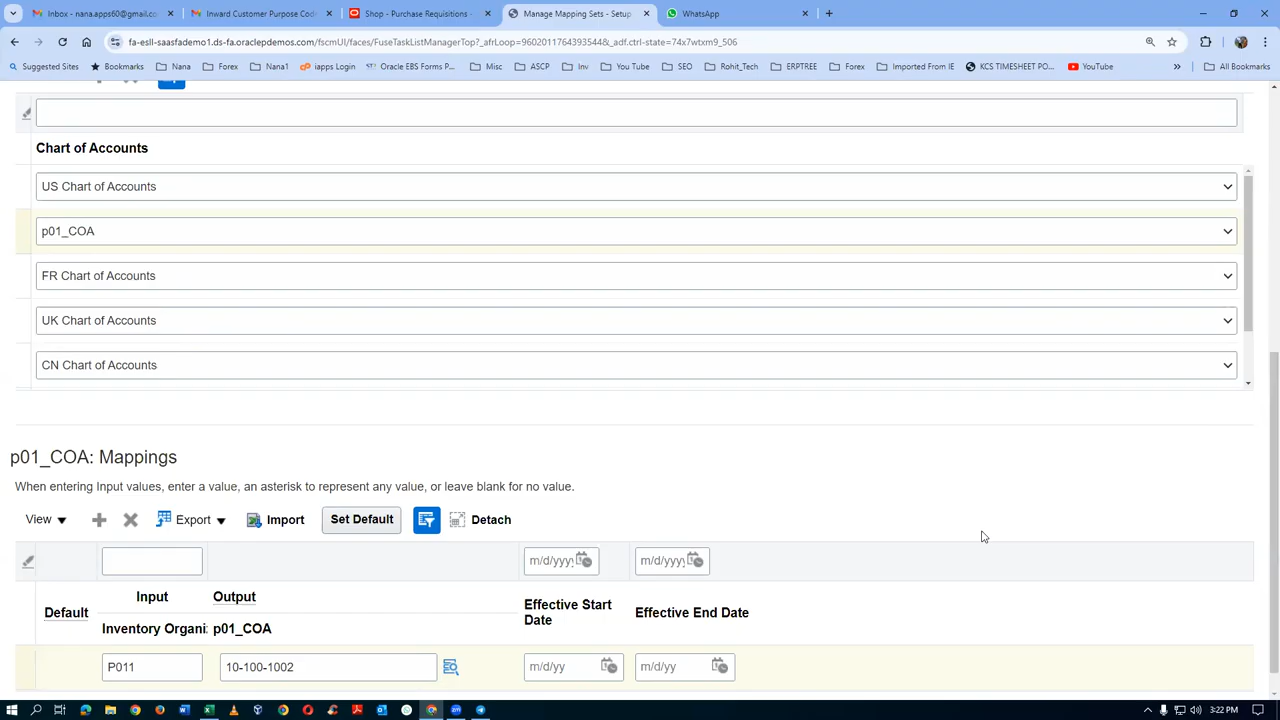 Inbox - nana.apps60@gmail.co
Inward Customer Purpose Cod
Shop - Purchase Requisitions -
Manage Mapping Sets - Setup
WhatsApp
fa-esll-saasfademo1.ds-fa.oraclepdemos.com/fscmUI/faces/FuseTaskListManagerTop?_afrLoop=9602011764393544&_adf.ctrl-state=74x7wtxm9_506
Suggested Sites
Bookmarks
Nana
Forex
Nana1
iapps Login
Oracle EBS Forms P...
Misc
ASCP
Inv
You Tube
SEO
Rohit_Tech
ERPTREE
Forex
Imported From IE
KCS TIMESHEET PO...
YouTube
All Bookmarks
Chart of Accounts
US Chart of Accounts
p01_COA
FR Chart of Accounts
UK Chart of Accounts
CN Chart of Accounts
p01_COA: Mappings
When entering Input values, enter a value, an asterisk to represent any value, or leave blank for no value.
View
Export
Import
Set Default
Detach
m/d/yyyy
m/d/yyyy
Default
Input
Output
Effective Start Date
Effective End Date
Inventory Organi:
p01_COA
P011
10-100-1002
m/d/yy
m/d/yy
3:22 PM